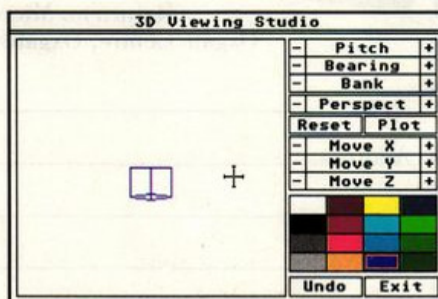 3D Viewing Studio
- Pitch +
- Bearing +
- Bank +
- Perspect +
Reset Plot
- Move X +
- Move Y +
- Move Z +
Undo Exit